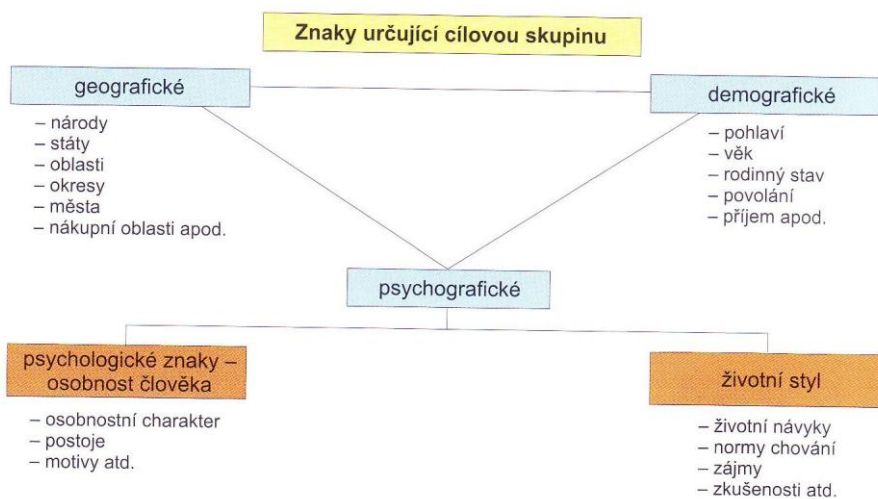 Znaky určující cílovou skupinu
geografické
– národy
– státy
– oblasti
– okresy
– města
– nákupní oblasti apod.
demografické
– pohlaví
– věk
– rodinný stav
– povolání
– příjem apod.
psychografické
psychologické znaky –
osobnost člověka
– osobnostní charakter
– postoje
– motivy atd.
životní styl
– životní návyky
– normy chování
– zájmy
– zkušenosti atd.